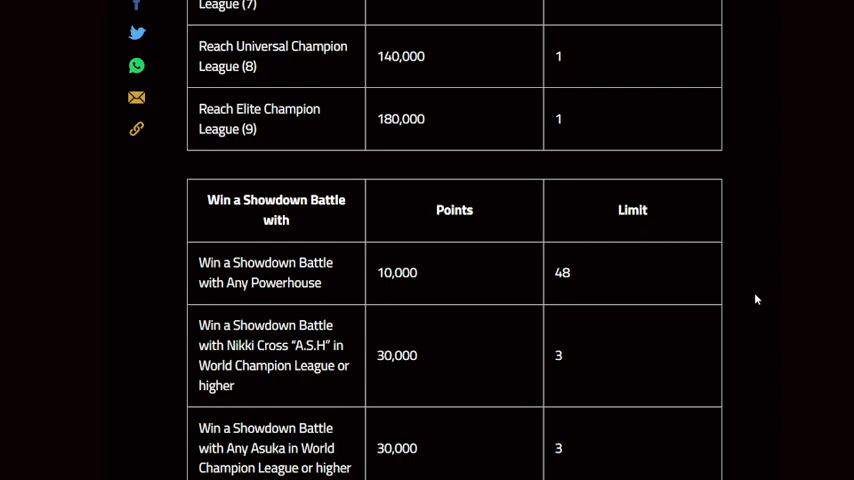 League (7)
Reach Universal Champion
League (8)
140,000
1
Reach Elite Champion
League (9)
180,000
1
Win a Showdown Battle
with
Points
Limit
Win a Showdown Battle
with Any Powerhouse
10,000
48
Win a Showdown Battle
with Nikki Cross “A.S.H” in
World Champion League or
higher
30,000
3
Win a Showdown Battle
with Any Asuka in World
Champion League or higher
30,000
3